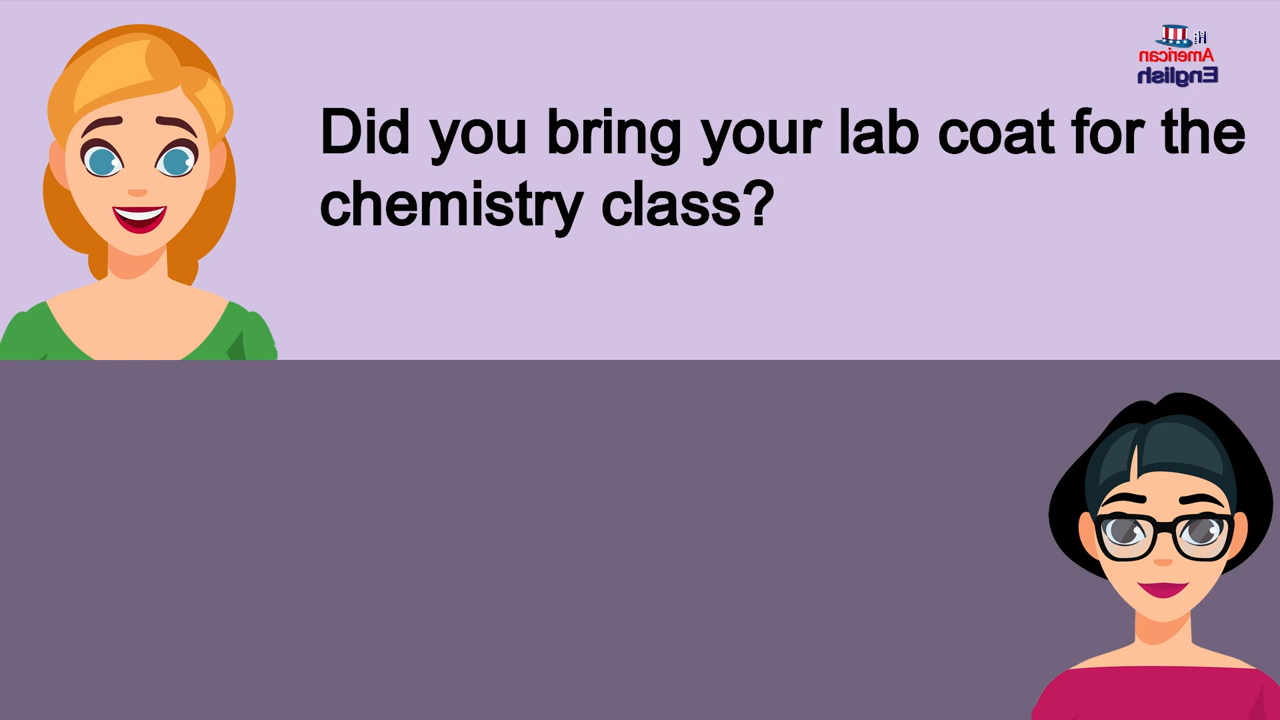 American
English
Did you bring your lab coat for the
chemistry class?